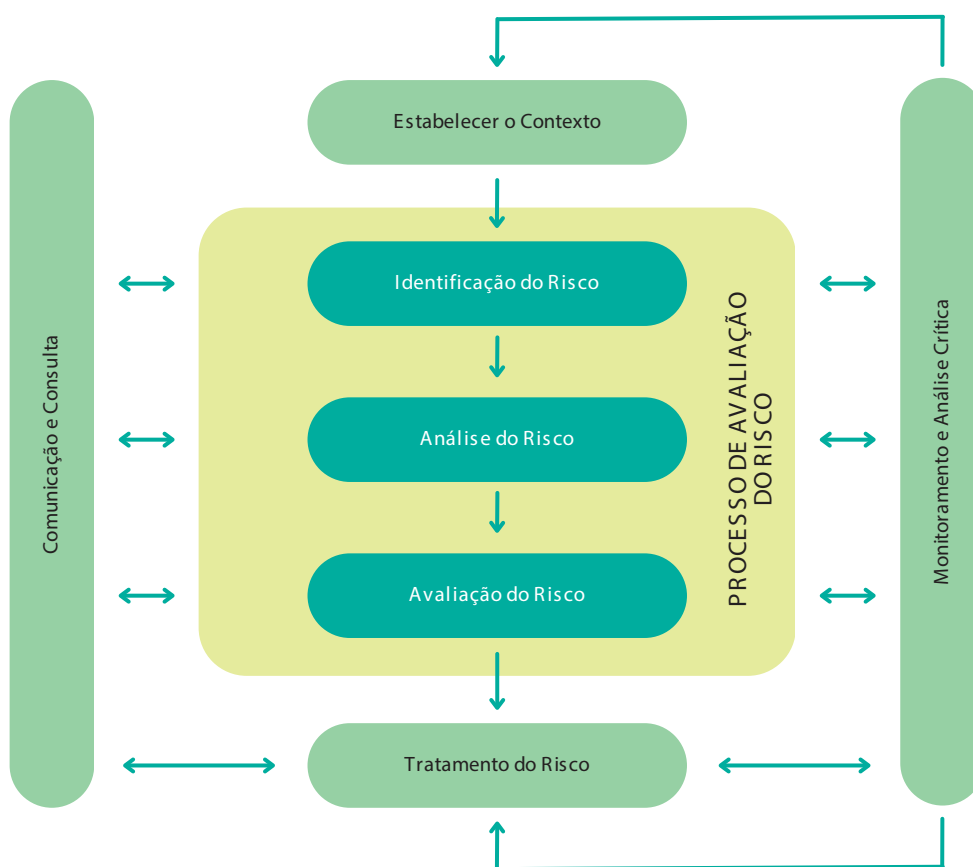 Estabelecer o Contexto
Comunicação e Consulta
Identificação do Risco
Análise do Risco
Avaliação do Risco
PROCESSO DE AVALIAÇÃO
DO RISCO
Monitoramento e Análise Crítica
Tratamento do Risco